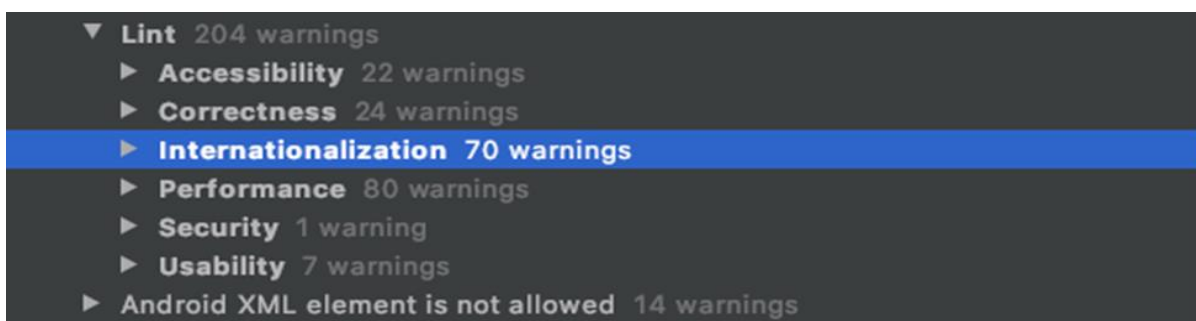 Lint 204 warnings
Accessibility 22 warnings
Correctness 24 warnings
Internationalization 70 warnings
Performance 80 warnings
Security 1 warning
Usability 7 warnings
Android XML element is not allowed 14 warnings